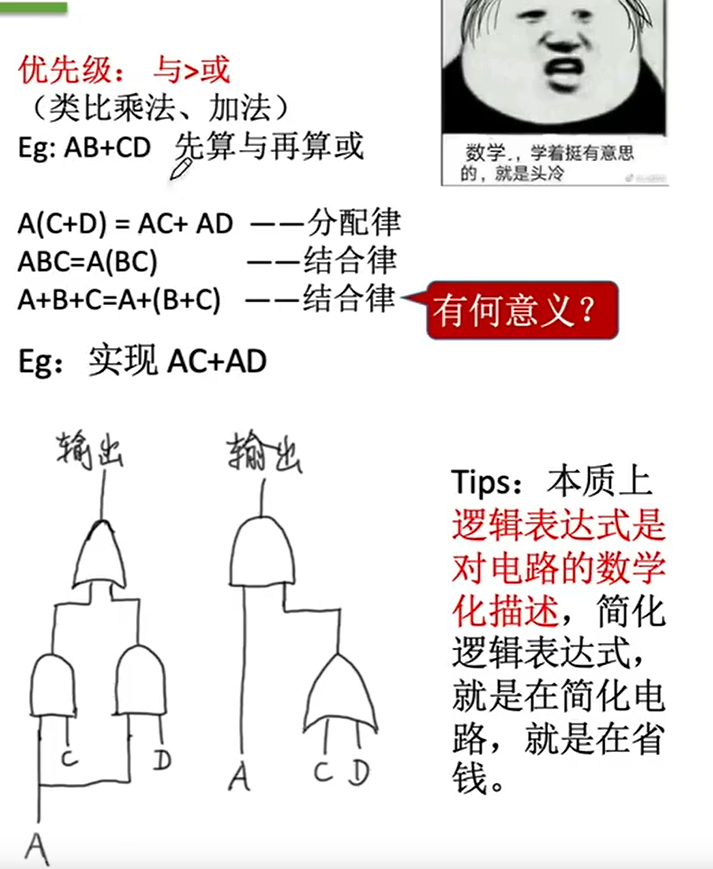 优先级： 与>或
（类比乘法、加法）
Eg: AB+CD 先算与再算或
数学.，学着挺有意思
的，就是头冷
A(C+D) = AC+ AD ——分配律
ABC=A(BC) ——结合律
A+B+C=A+(B+C) ——结合律
有何意义？
Eg：实现 AC+AD
输出
输出
C
D
A
A
C D
Tips：本质上
逻辑表达式是
对电路的数学
化描述，简化
逻辑表达式，
就是在简化电
路，就是在省
钱。